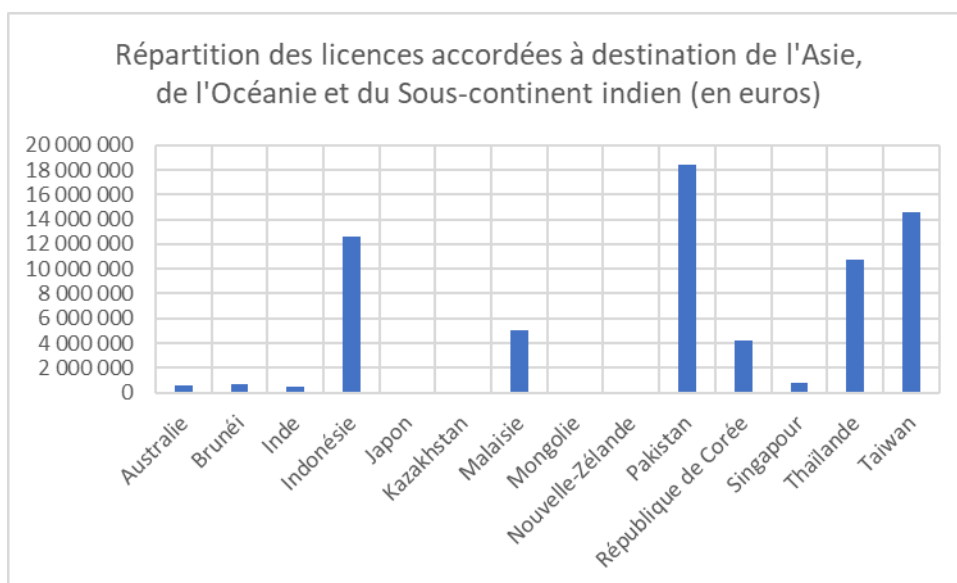 Répartition des licences accordées à destination de l'Asie,
de l'Océanie et du Sous-continent indien (en euros)
20 000 000
18 000 000
16 000 000
14 000 000
12 000 000
10 000 000
8 000 000
6 000 000
4 000 000
2 000 000
0
Australie
Brunéi
Inde
Indonésie
Japon
Kazakhstan
Malaisie
Mongolie
Nouvelle-Zélande
Pakistan
République de Corée
Singapour
Thaïlande
Taiwan